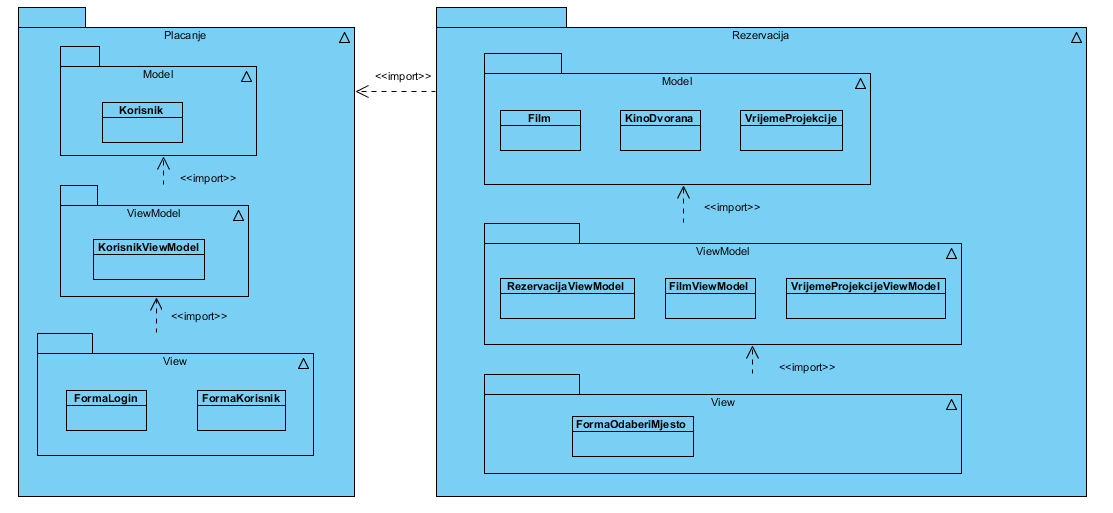 Placanje
Model
Korisnik
<<import>>
ViewModel
KorisnikViewModel
<<import>>
View
FormaLogin
FormaKorisnik
<<import>>
Rezervacija
Model
Film
KinoDvorana
VrijemeProjekcije
<<import>>
ViewModel
RezervacijaViewModel
FilmViewModel
VrijemeProjekcijeViewModel
<<import>>
View
FormaOdaberiMjesto